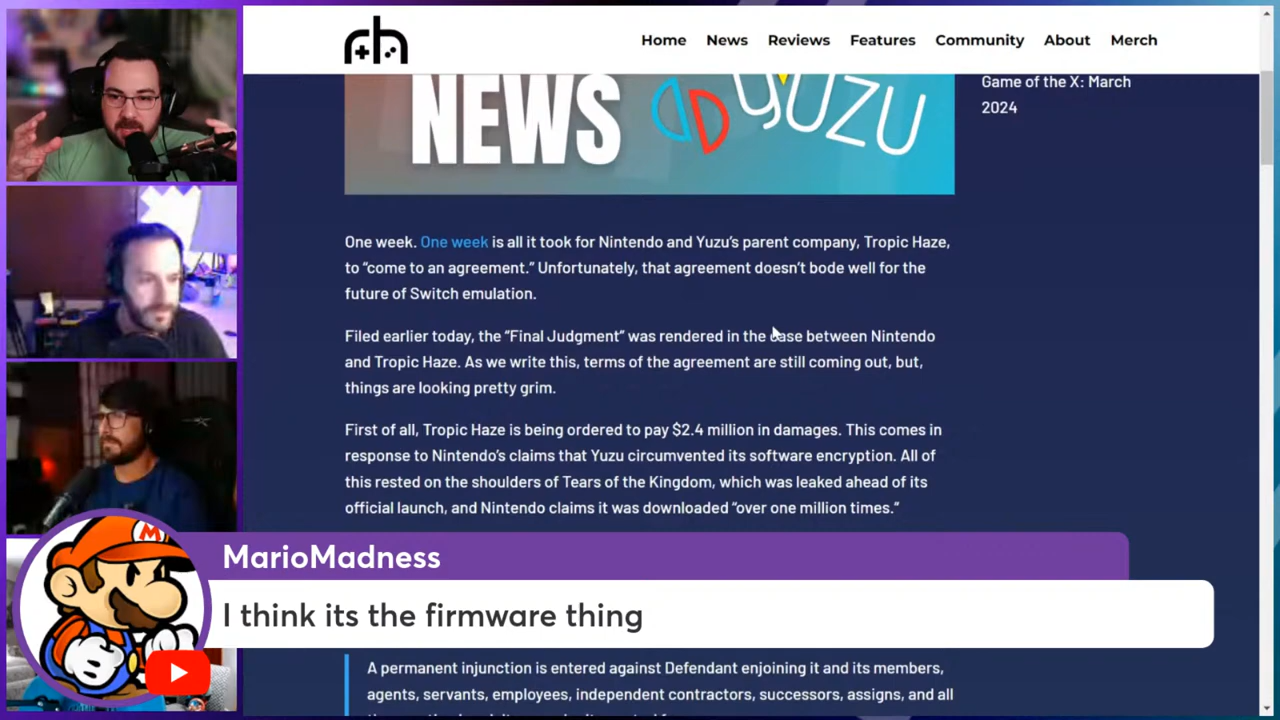 Home News Reviews Features Community About Merch
NEWS
yuzu
Game of the X: March
2024
One week. One week is all it took for Nintendo and Yuzu's parent company, Tropic Haze,
to “come to an agreement.” Unfortunately, that agreement doesn't bode well for the
future of Switch emulation.
Filed earlier today, the “Final Judgment” was rendered in the case between Nintendo
and Tropic Haze. As we write this, terms of the agreement are still coming out, but,
things are looking pretty grim.
First of all, Tropic Haze is being ordered to pay $2.4 million in damages. This comes in
response to Nintendo's claims that Yuzu circumvented its software encryption. All of
this rested on the shoulders of Tears of the Kingdom, which was leaked ahead of its
official launch, and Nintendo claims it was downloaded “over one million times.”
MarioMadness
I think its the firmware thing
A permanent injunction is entered against Defendant enjoining it and its members,
agents, servants, employees, independent contractors, successors, assigns, and all